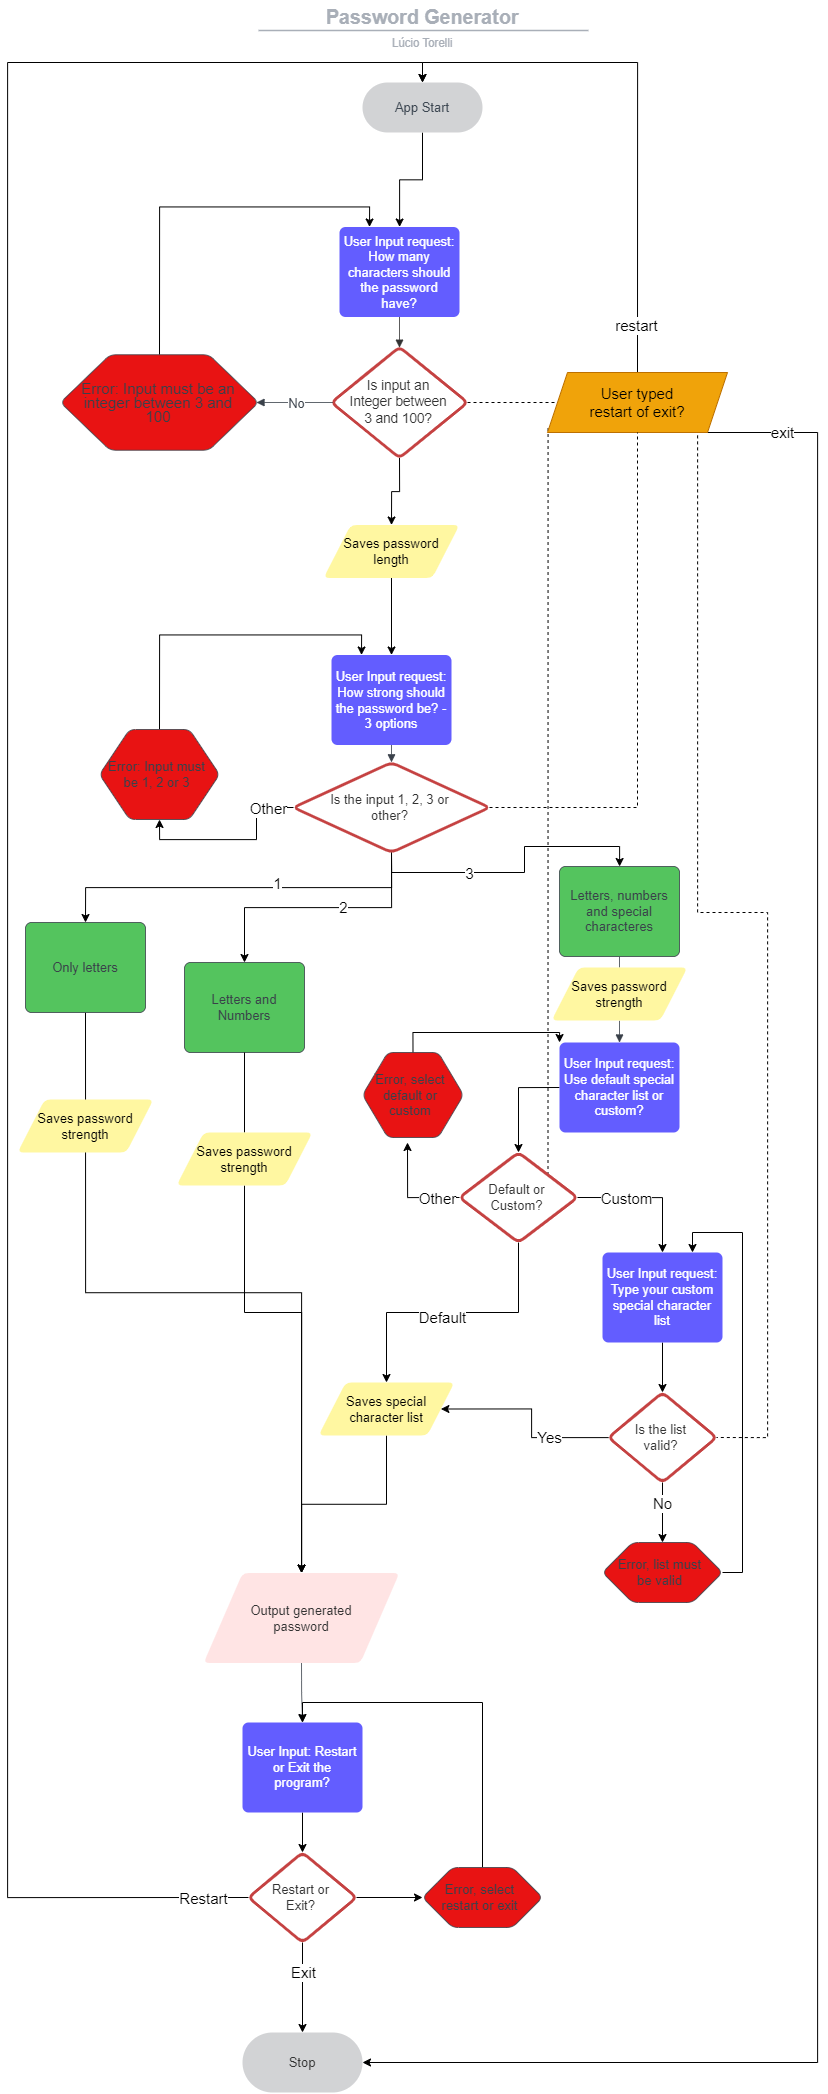 Password Generator
Lúcio Torelli
App Start
User Input request:
How many
characters should
the password
have?
restart
Error: Input must be an
integer between 3 and
100.
No
Is input an
Integer between
3 and 100?
User typed
restart of exit?
exit
Saves password
length
User Input request:
How strong should
the password be? -
3 options
Error: Input must
be 1, 2 or 3
Other
Is the input 1, 2, 3 or
other?
1
2
3
Letters, numbers
and special
characteres
Only letters
Letters and
Numbers
Saves password
strength
User Input request:
Use default special
character list or
custom?
Error, select
default or
custom
Saves password
strength
Saves password
strength
Other
Default or
Custom?
Custom
User Input request:
Type your custom
special character
list
Default
Saves special
character list
Yes
Is the list
valid?
No
Error, list must
be valid
Output generated
password
User Input: Restart
or Exit the
program?
Restart
Restart or
Exit?
Error, select
restart or exit
Exit
Stop